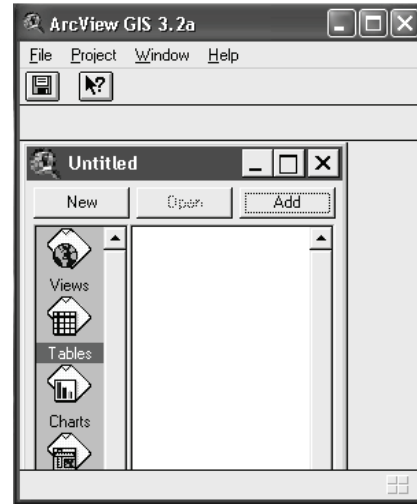 ArcView GIS 3.2a
File Project Window Help
Untitled
New Open Add
Views
Tables
Charts